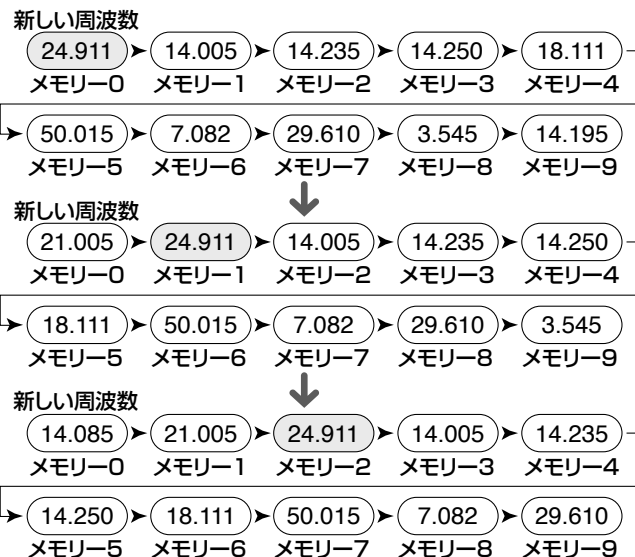 新しい周波数
24.911 14.005 14.235 14.250 18.111
メモリー0 メモリー1 メモリー2 メモリー3 メモリー4
50.015 7.082 29.610 3.545 14.195
メモリー5 メモリー6 メモリー7 メモリー8 メモリー9
新しい周波数
21.005 24.911 14.005 14.235 14.250
メモリー0 メモリー1 メモリー2 メモリー3 メモリー4
18.111 50.015 7.082 29.610 3.545
メモリー5 メモリー6 メモリー7 メモリー8 メモリー9
新しい周波数
14.085 21.005 24.911 14.005 14.235
メモリー0 メモリー1 メモリー2 メモリー3 メモリー4
14.250 18.111 50.015 7.082 29.610
メモリー5 メモリー6 メモリー7 メモリー8 メモリー9